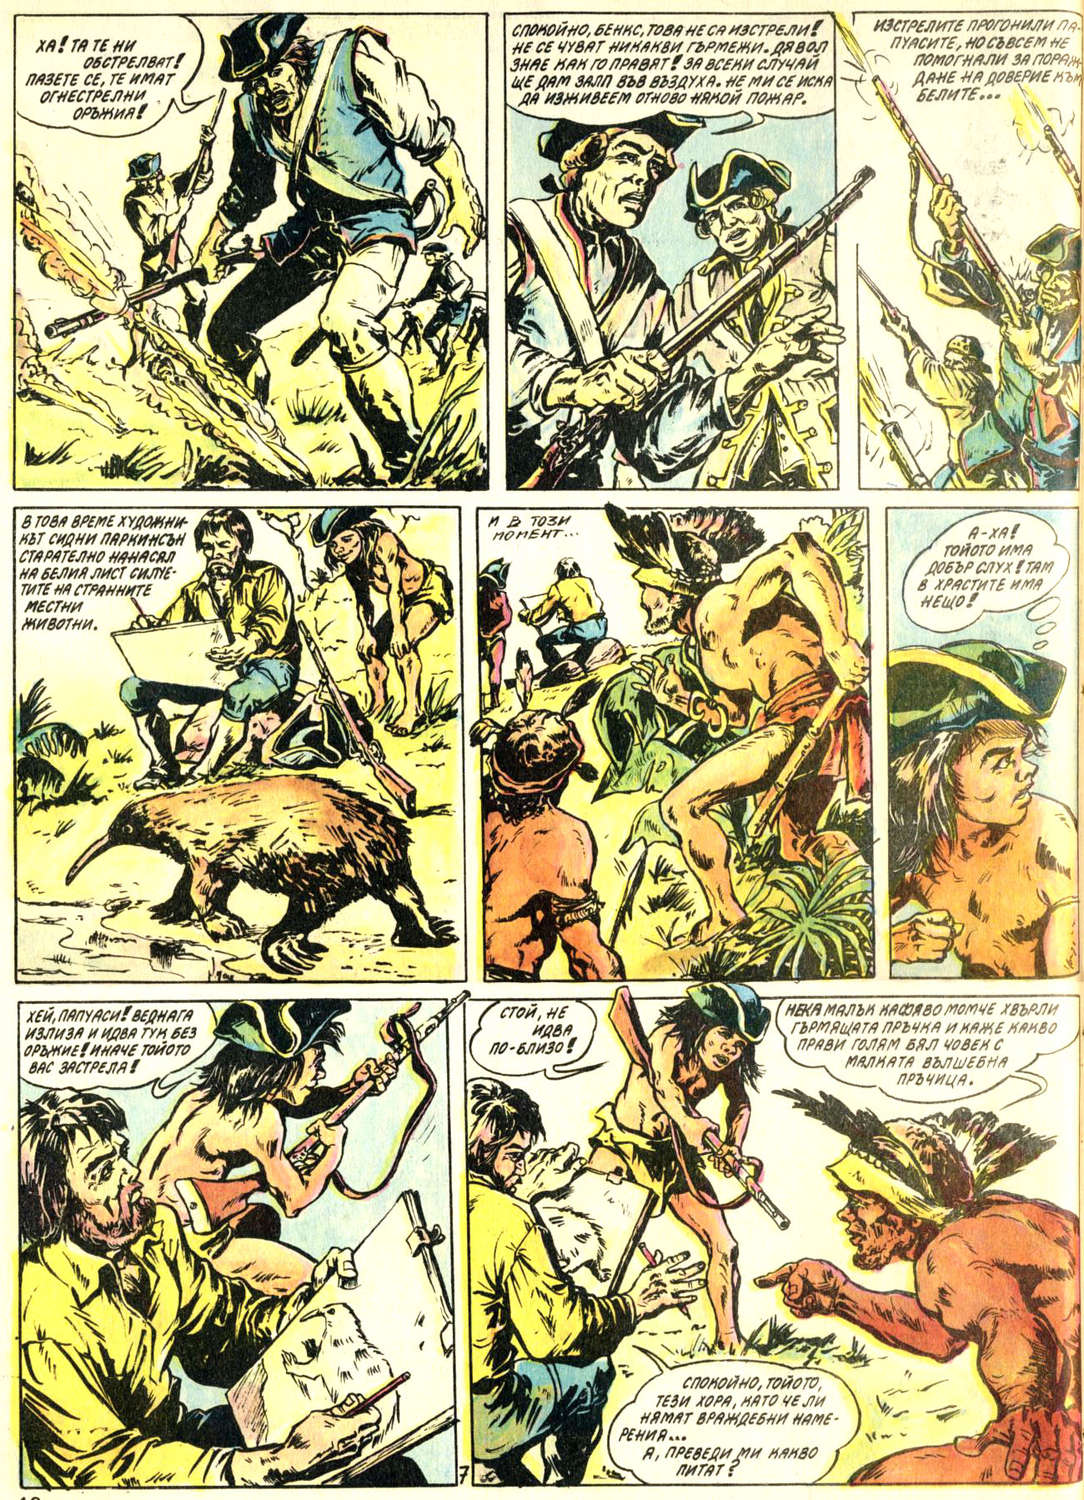 ХА! ТА ТЕ НИ
ОБСТРЕЛВАТ!
ПАЗЕТЕ СЕ, ТЕ ИМАТ
ОГНЕСТРЕЛНИ
ОРЪЖИЯ!
СПОКОЙНО, БЕНКС, ТОВА НЕ СА ИЗСТРЕЛИ!
НЕ СЕ ЧУВАТ НИКАКВИ ГЪРМЕЖИ. ДЯВОЛ
ЗНАЕ КАК ГО ПРАВЯТ! ЗА ВСЕКИ СЛУЧАЙ
ЩЕ ДАМ ЗАЛП ВЪВ ВЪЗДУХА. НЕ МИ СЕ ИСКА
ДА ИЗЖИВЕЕМ ОТНОВО НЯКОЙ ПОЖАР.
ИЗСТРЕЛИТЕ ПРОГОНИЛИ ПА-
ПУАСИТЕ, НО СЪВСЕМ НЕ
ПОМОГНАЛИ ЗА ПОРАЖ-
ДАНЕ НА ДОВЕРИЕ КЪМ
БЕЛИТЕ...
В ТОВА ВРЕМЕ ХУДОЖНИ-
КЪТ СИДНИ ПАРКИНСЪН
СТАРАТЕЛНО НАНАСЯЛ
НА БЕЛИЯ ЛИСТ СИЛУЕ-
ТИТЕ НА СТРАННИТЕ
МЕСТНИ
ЖИВОТНИ.
И В ТОЗИ
МОМЕНТ...
А-ХА!
ТОЙОТО ИМА
ДОБЪР СЛУХ! ТАМ
В ХРАСТИТЕ ИМА
НЕЩО!
ХЕЙ, ПАПУАСИ! ВЕДНАГА
ИЗЛИЗА И ИДВА ТУК БЕЗ
ОРЪЖИЕ! ИНАЧЕ ТОЙОТО
ВАС ЗАСТРЕЛА!
СТОЙ, НЕ
ИДВА
ПО-БЛИЗО!
НЕКА МАЛЪК КАФЯВО МОМЧЕ ХВЪРЛИ
ГЪРМЯЩАТА ПРЪЧКА И КАЖЕ КАКВО
ПРАВИ ГОЛЯМ БЯЛ ЧОВЕК С
МАЛКАТА ВЪЛШЕБНА
ПРЪЧИЦА.
СПОКОЙНО, ТОЙОТО,
ТЕЗИ ХОРА, КАТО ЧЕ ЛИ
НЯМАТ ВРАЖДЕБНИ НАМЕ-
РЕНИЯ...
А, ПРЕВЕДИ МИ КАКВО
ПИТАТ?
7